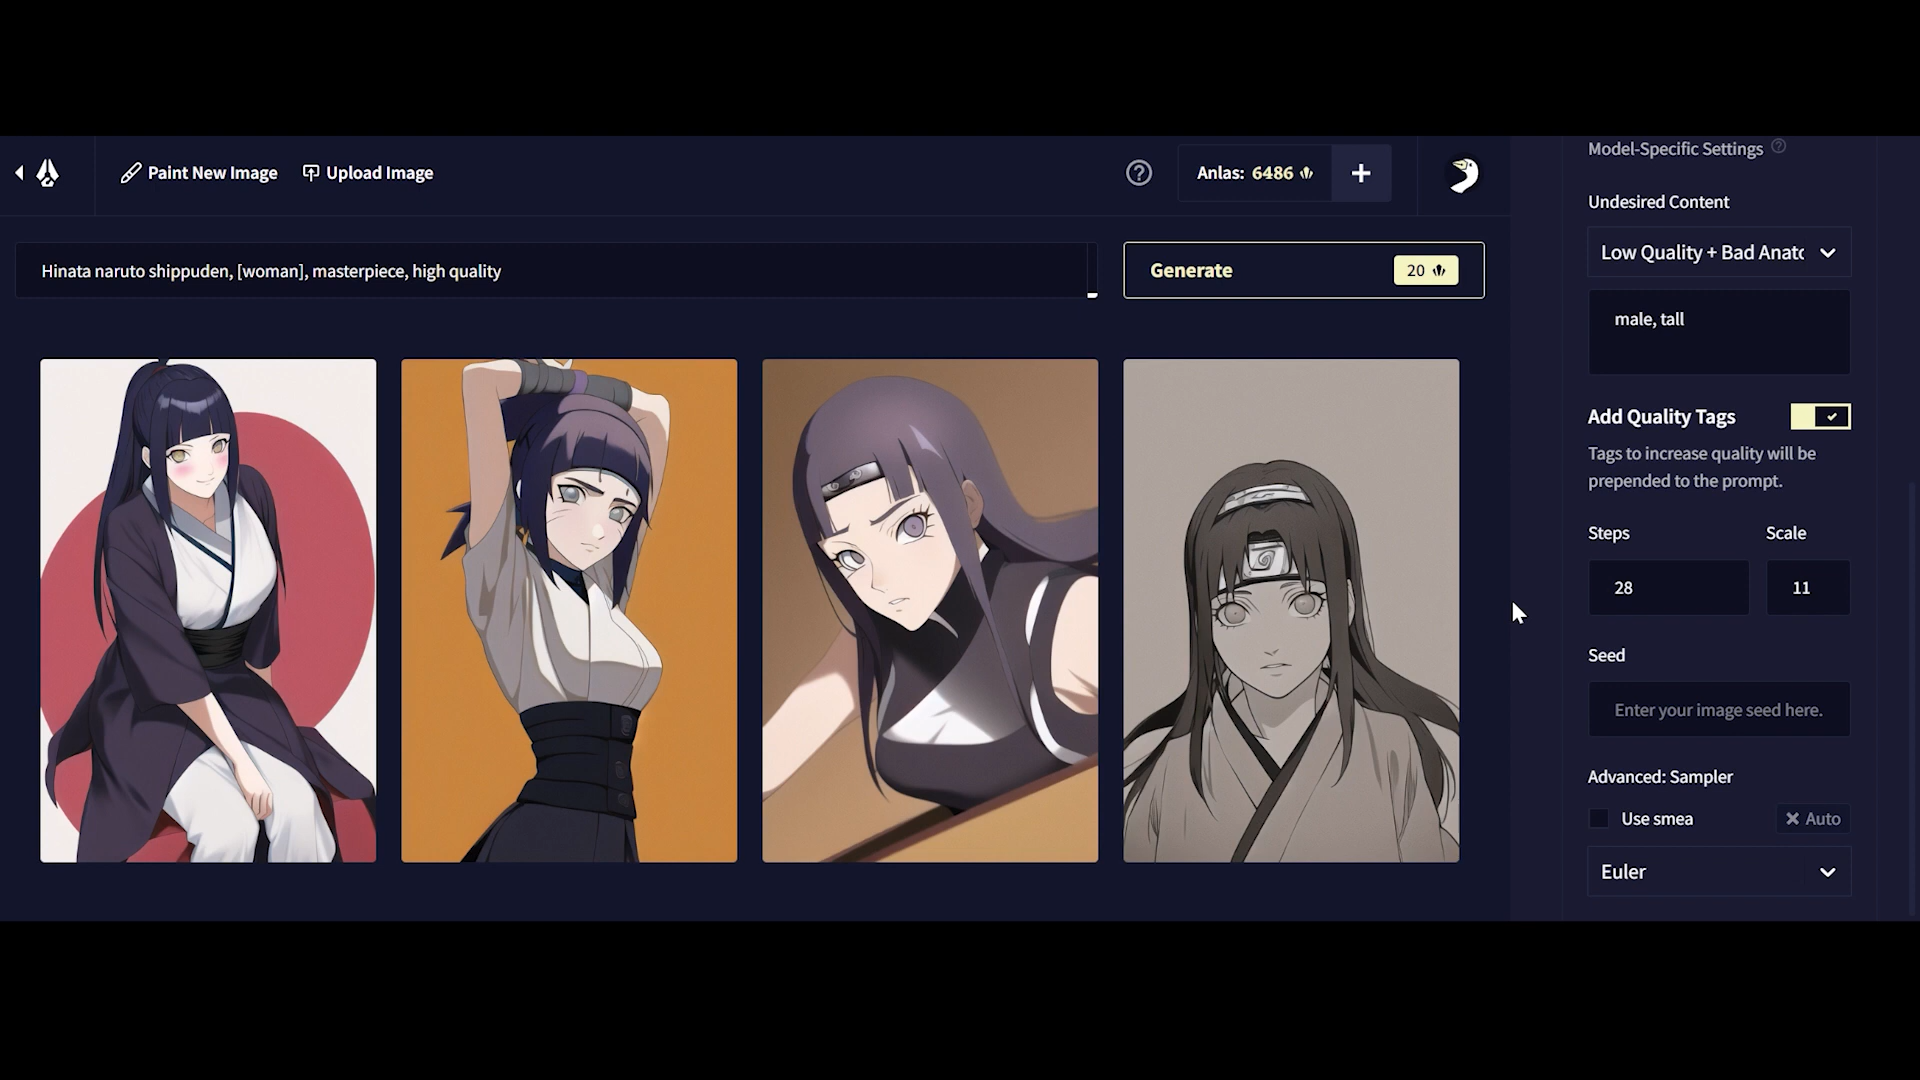 Paint New Image
Upload Image
Anlas: 6486
Hinata naruto shippuden, [woman], masterpiece, high quality
Generate
20
Model-Specific Settings
Undesired Content
Low Quality + Bad Anatc
male, tall
Add Quality Tags
Tags to increase quality will be
prepended to the prompt.
Steps
Scale
28
11
Seed
Enter your image seed here.
Advanced: Sampler
Use smea
Auto
Euler